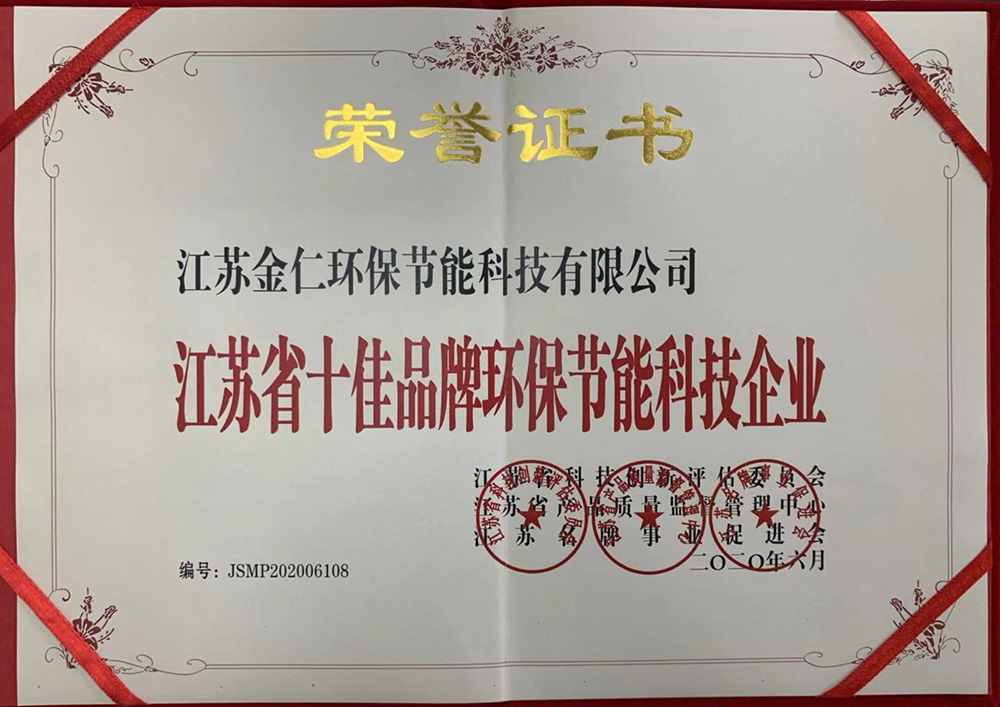 荣誉证书
江苏金仁环保节能科技有限公司
江苏省十佳品牌环保节能科技企业
江苏省科技创新评估委员会
江苏省产品质量监督管理中心
江苏名牌事业促进会
二〇二〇年六月
编号：JSMP202006108